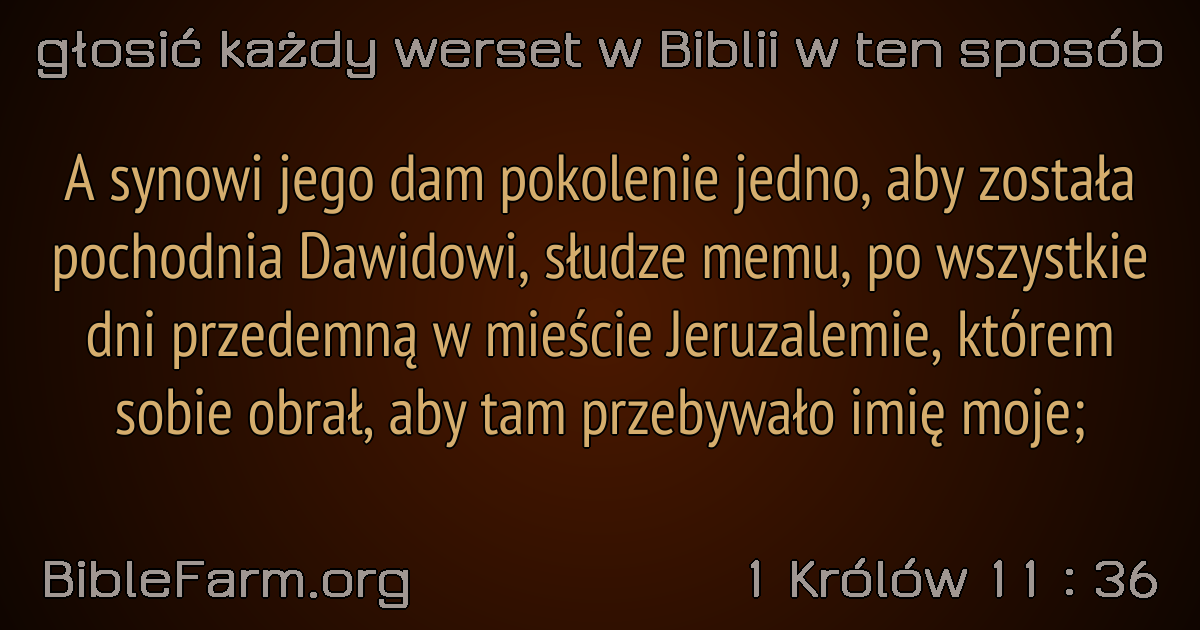 głosić każdy werset w Biblii w ten sposób
A synowi jego dam pokolenie jedno, aby została
pochodnia Dawidowi, słudze memu, po wszystkie
dni przedemną w mieście Jeruzalemie, którem
sobie obrał, aby tam przebywało imię moje;
BibleFarm.org
1 Królów 11 : 36